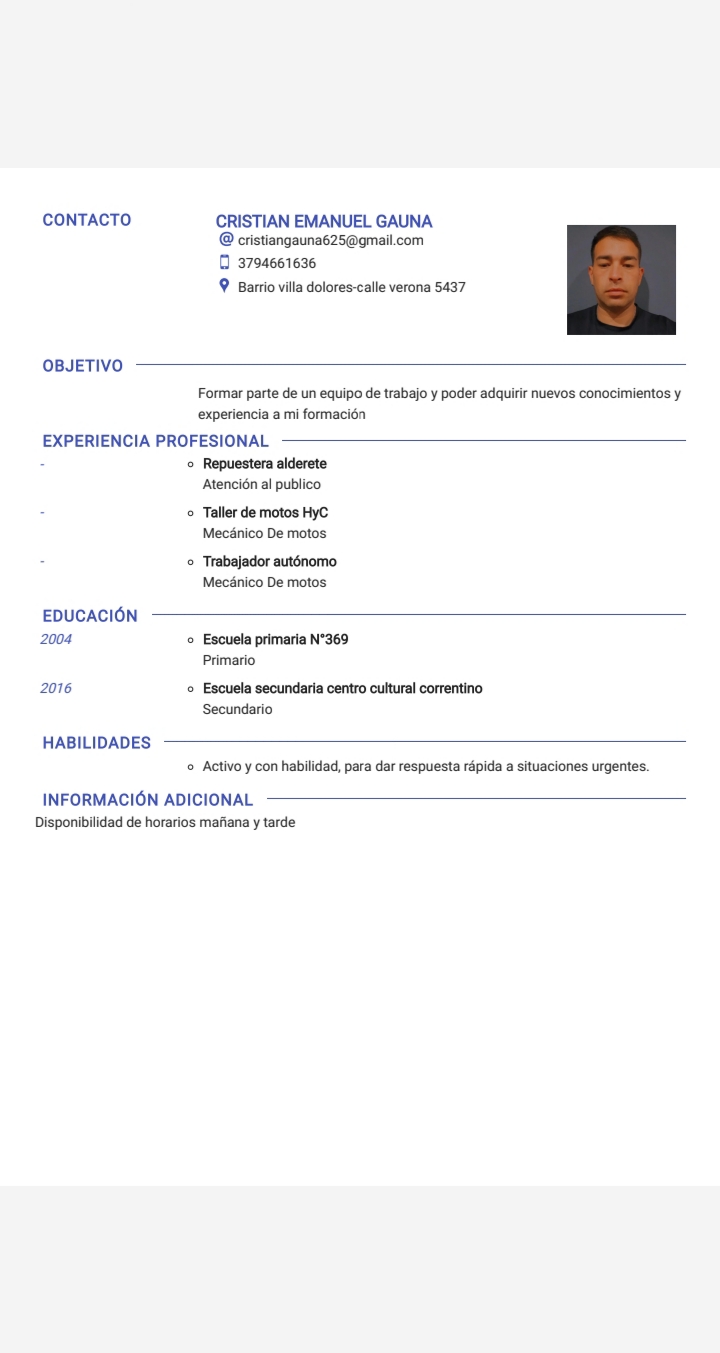 CONTACTO
CRISTIAN EMANUEL GAUNA
@ cristiangauna625@gmail.com
3794661636
Barrio villa dolores-calle verona 5437
OBJETIVO
Formar parte de un equipo de trabajo y poder adquirir nuevos conocimientos y
experiencia a mi formación
EXPERIENCIA PROFESIONAL
- Repuestera alderete
Atención al publico
- Taller de motos HyC
Mecánico De motos
- Trabajador autónomo
Mecánico De motos
EDUCACIÓN
2004 Escuela primaria N°369
Primario
2016 Escuela secundaria centro cultural correntino
Secundario
HABILIDADES
Activo y con habilidad, para dar respuesta rápida a situaciones urgentes.
INFORMACIÓN ADICIONAL
Disponibilidad de horarios mañana y tarde